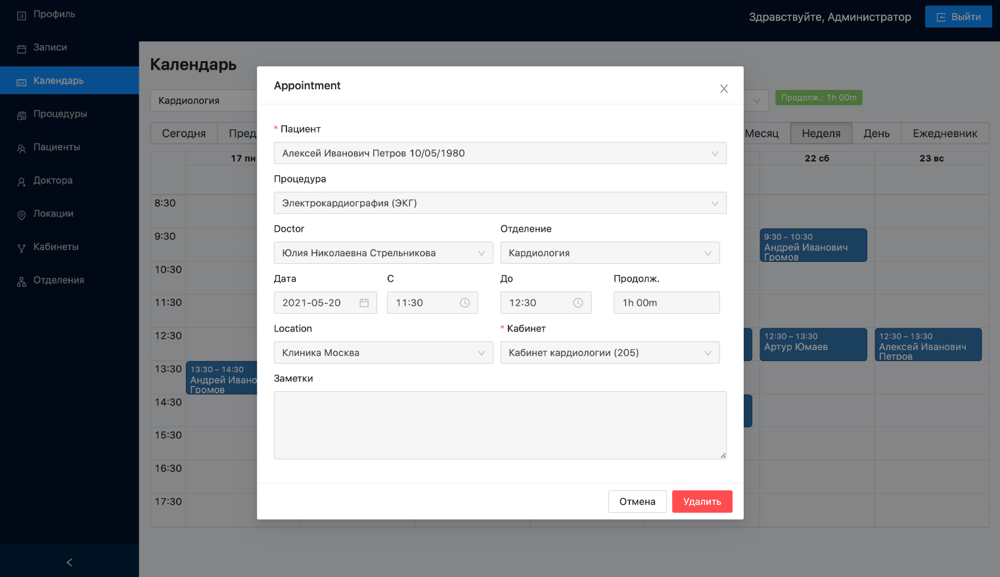 Профиль
Записи
Календарь
Процедуры
Пациенты
Доктора
Локации
Кабинеты
Отделения
Здравствуйте, Администратор
Выйти
Календарь
Кардиология
Продолж.: 1h 00m
Сегодня
Пред
Месяц
Неделя
День
Ежедневник
17 пн
22 сб
23 вс
8:30
9:30
10:30
11:30
12:30
13:30
14:30
15:30
16:30
17:30
13:30 – 14:30
Андрей Ивано
Громов
9:30 – 10:30
Андрей Иванович
Громов
12:30 – 13:30
Артур Юмаев
12:30 – 13:30
Алексей Иванович
Петров
Appointment
* Пациент
Алексей Иванович Петров 10/05/1980
Процедура
Электрокардиография (ЭКГ)
Doctor
Отделение
Юлия Николаевна Стрельникова
Кардиология
Дата
С
До
Продолж.
2021-05-20
11:30
12:30
1h 00m
Location
* Кабинет
Клиника Москва
Кабинет кардиологии (205)
Заметки
Отмена
Удалить